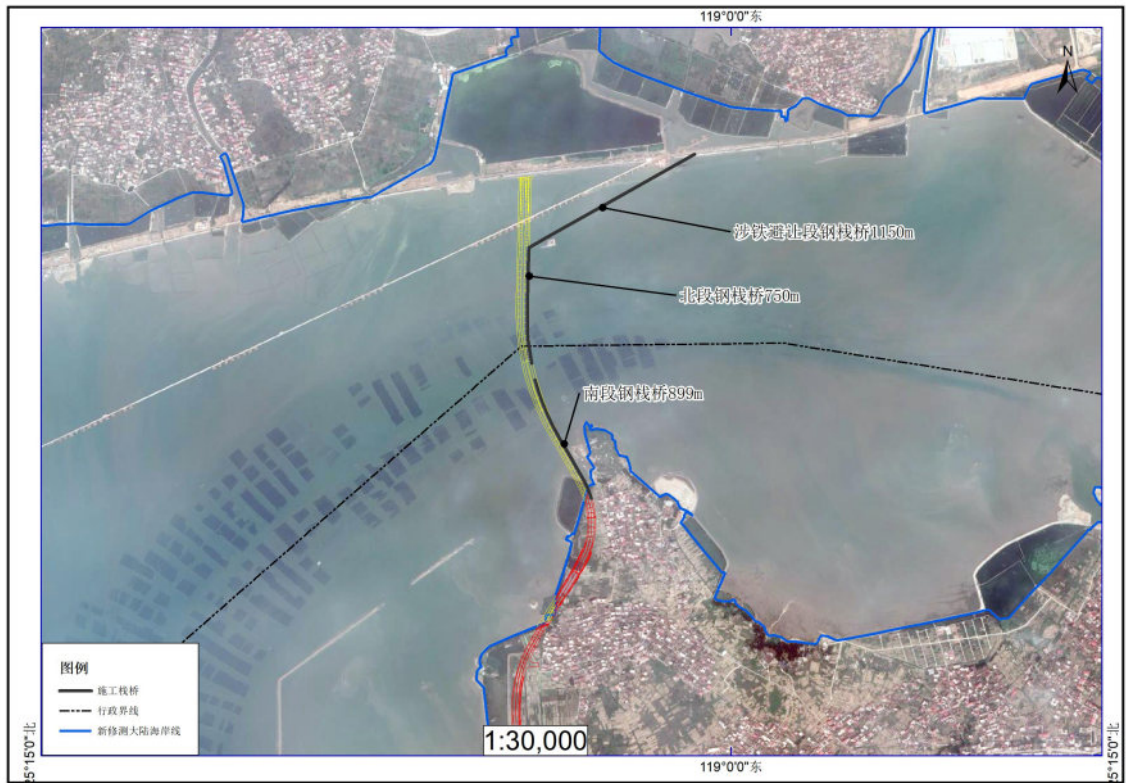 119°0'0"东
N
涉铁避让段钢栈桥1150m
北段钢栈桥750m
南段钢栈桥899m
图例
施工栈桥
行政界线
新修测大陆海岸线
1:30,000
25°15'0"北
25°15'0"北
119°0'0"东